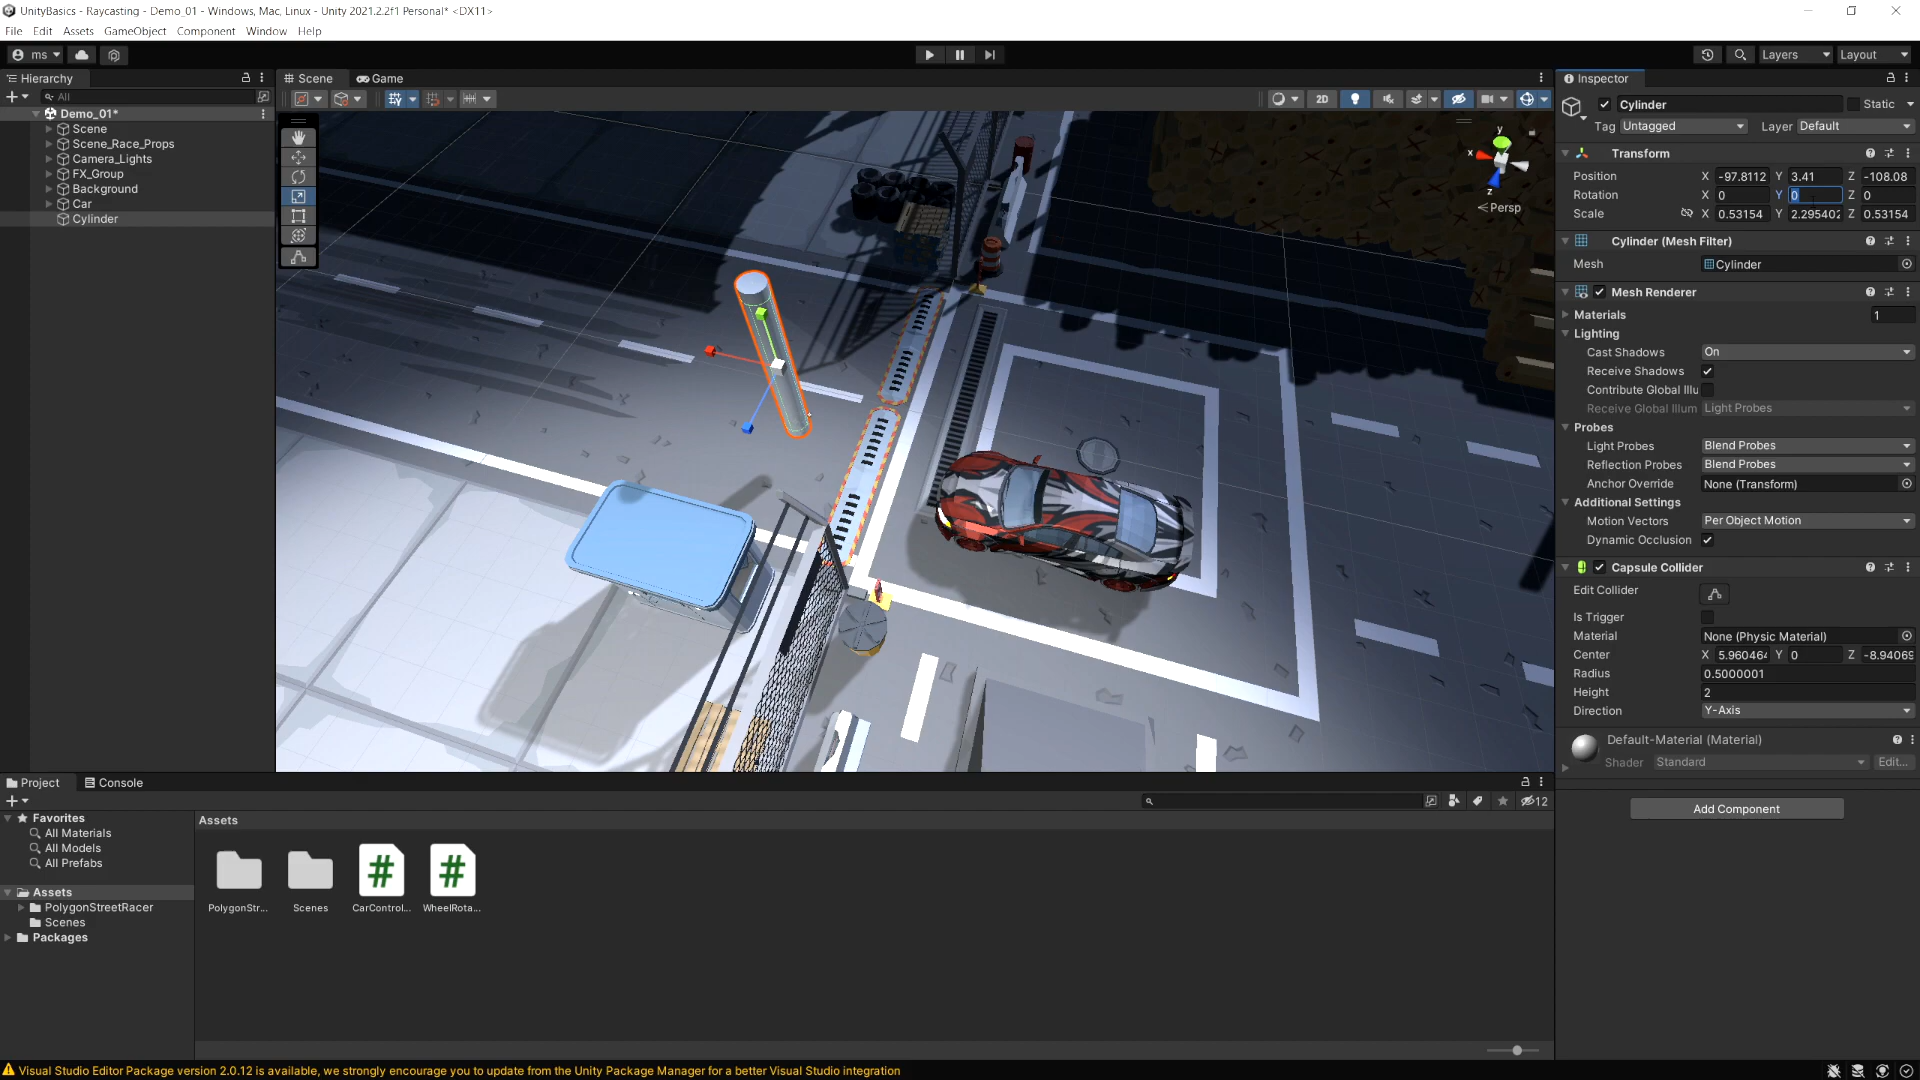 UnityBasics - Raycasting - Demo_01 - Windows, Mac, Linux - Unity 2021.2.2f1 Personal* <DX11>
File Edit Assets GameObject Component Window Help
ms Layers Layout
Hierarchy
All
Demo_01*
Scene
Scene_Race_Props
Camera_Lights
FX_Group
Background
Car
Cylinder
Scene Game
2D
y
x
z
Persp
Inspector
Cylinder Static
Tag Untagged Layer Default
Transform
Position X -97.8112 Y 3.41 Z -108.08
Rotation X 0 Y 0 Z 0
Scale X 0.53154 Y 2.295402 Z 0.53154
Cylinder (Mesh Filter)
Mesh Cylinder
Mesh Renderer
Materials 1
Lighting
Cast Shadows On
Receive Shadows
Contribute Global Illu
Receive Global Illum Light Probes
Probes
Light Probes Blend Probes
Reflection Probes Blend Probes
Anchor Override None (Transform)
Additional Settings
Motion Vectors Per Object Motion
Dynamic Occlusion
Capsule Collider
Edit Collider
Is Trigger
Material None (Physic Material)
Center X 5.96046 Y 0 Z -8.94069
Radius 0.5000001
Height 2
Direction Y-Axis
Default-Material (Material)
Shader Standard Edit...
Add Component
Project Console
12
Favorites
All Materials
All Models
All Prefabs
Assets
PolygonStreetRacer
Scenes
Packages
Assets
PolygonStr... Scenes CarControl... WheelRota...
Visual Studio Editor Package version 2.0.12 is available, we strongly encourage you to update from the Unity Package Manager for a better Visual Studio integration